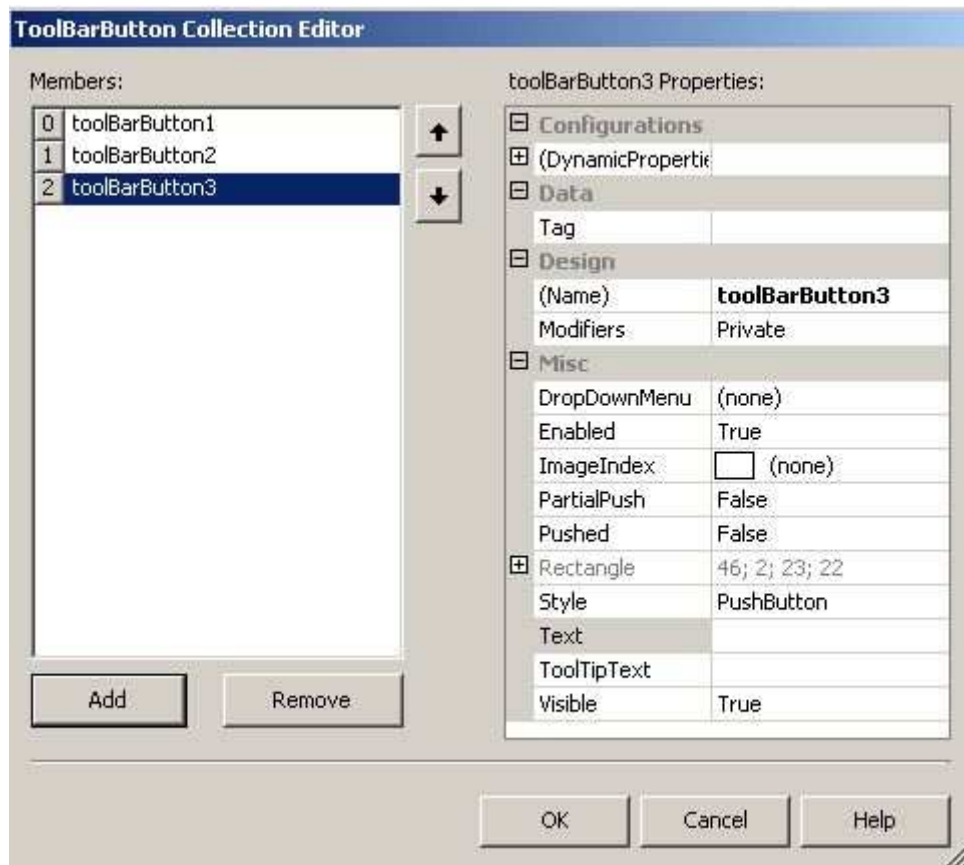 ToolBarButton Collection Editor
Members:
0 toolBarButton1
1 toolBarButton2
2 toolBarButton3
Add
Remove
toolBarButton3 Properties:
Configurations
(DynamicPropertie
Data
Tag
Design
(Name) toolBarButton3
Modifiers Private
Misc
DropDownMenu (none)
Enabled True
ImageIndex (none)
PartialPush False
Pushed False
Rectangle 46; 2; 23; 22
Style PushButton
Text
ToolTipText
Visible True
OK
Cancel
Help